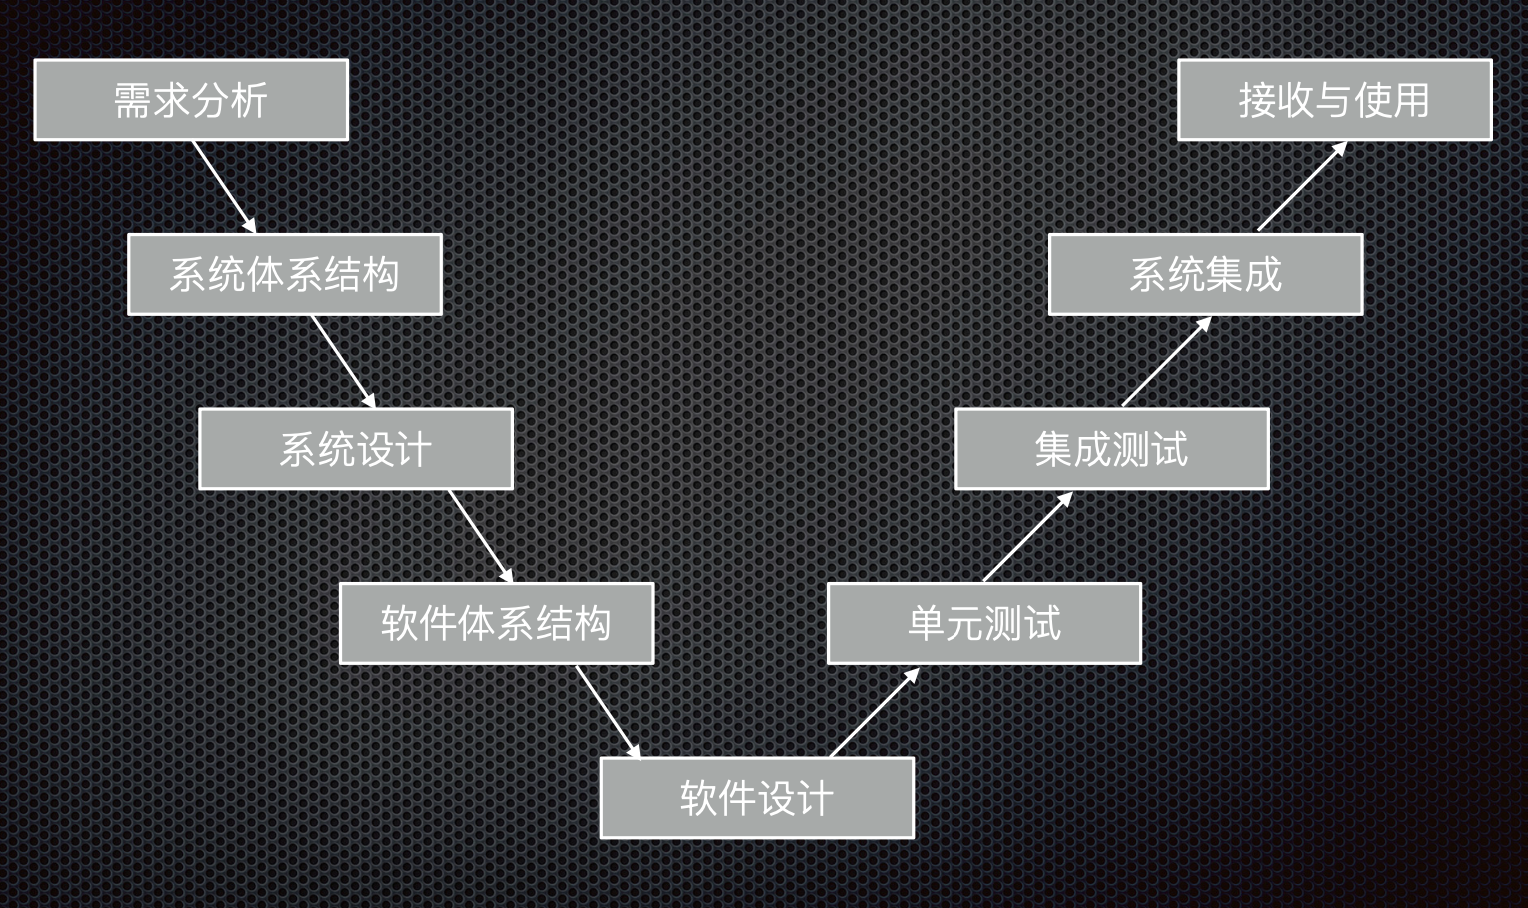 需求分析
接收与使用
系统体系结构
系统集成
系统设计
集成测试
软件体系结构
单元测试
软件设计